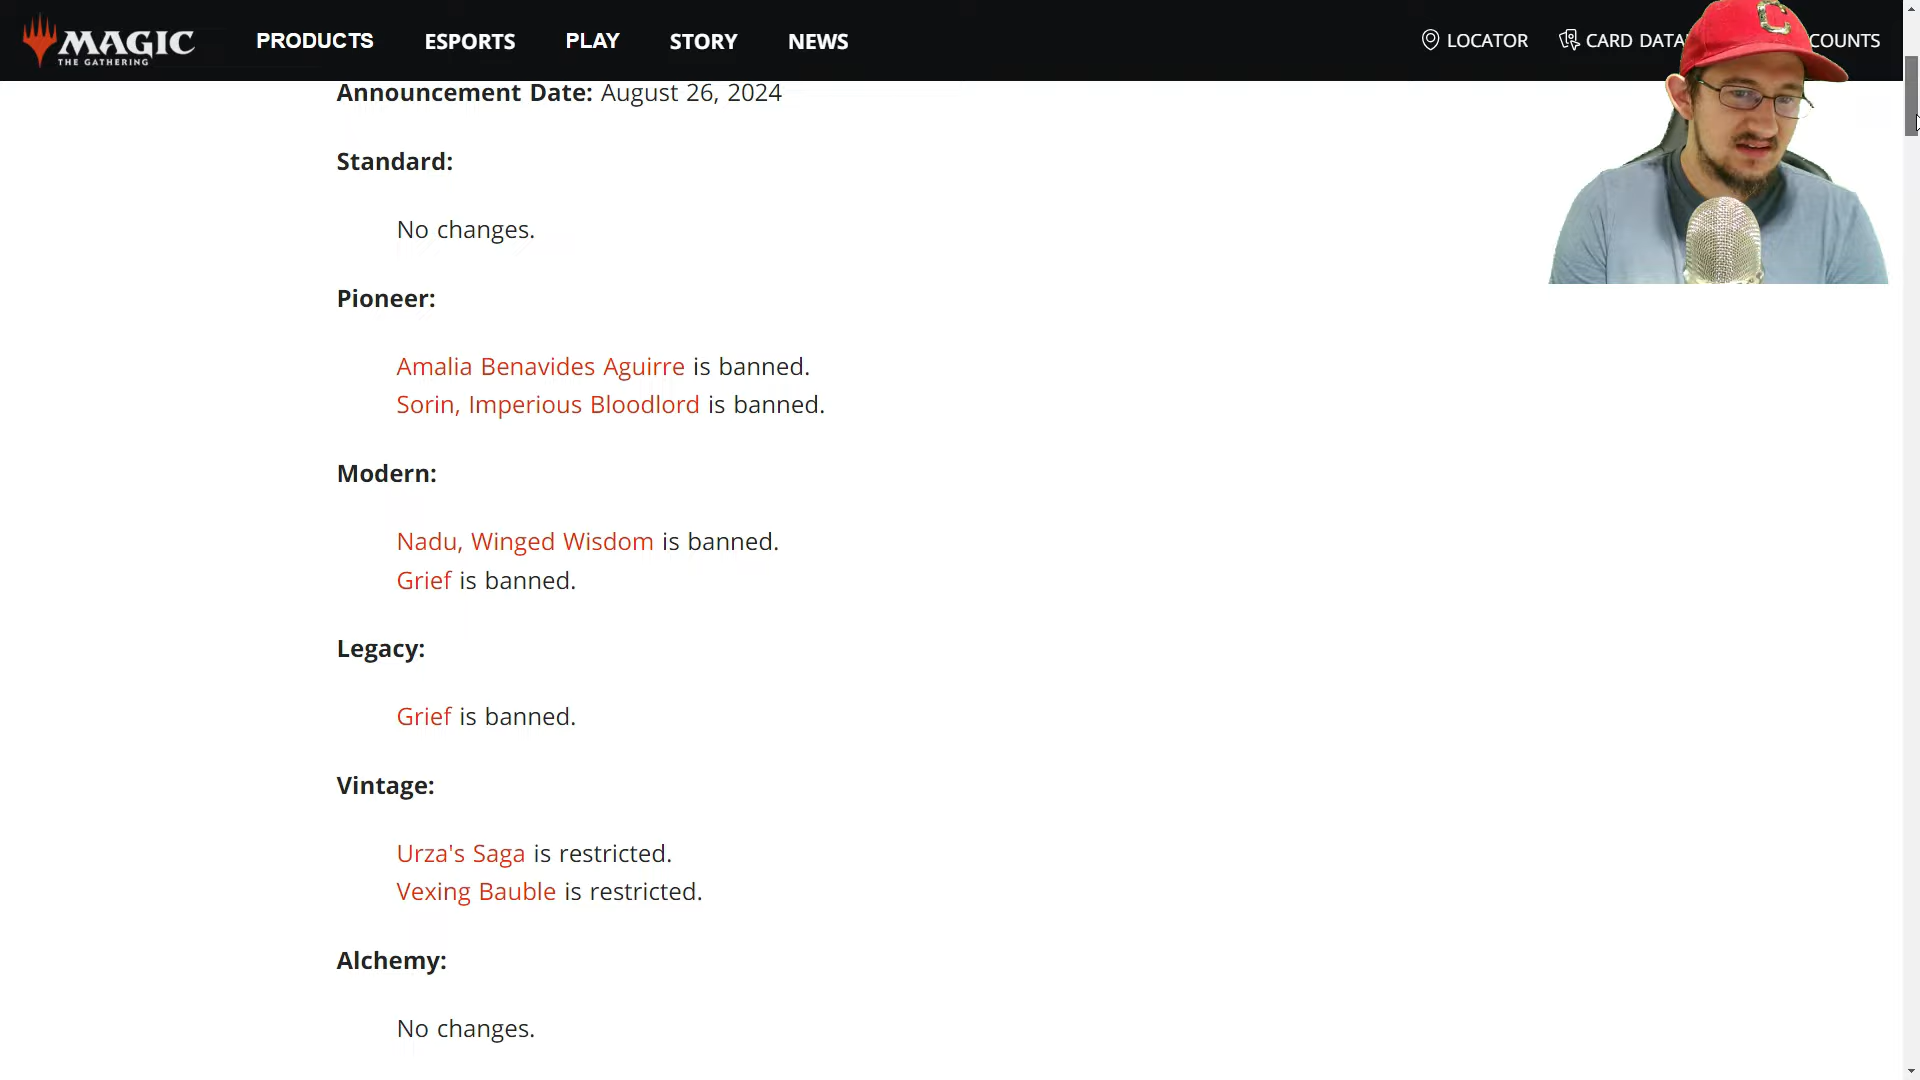 MAGIC
THE GATHERING
PRODUCTS
ESPORTS
PLAY
STORY
NEWS
LOCATOR
CARD DATA
COUNTS
C
Announcement Date: August 26, 2024
Standard:
No changes.
Pioneer:
Amalia Benavides Aguirre is banned.
Sorin, Imperious Bloodlord is banned.
Modern:
Nadu, Winged Wisdom is banned.
Grief is banned.
Legacy:
Grief is banned.
Vintage:
Urza's Saga is restricted.
Vexing Bauble is restricted.
Alchemy:
No changes.